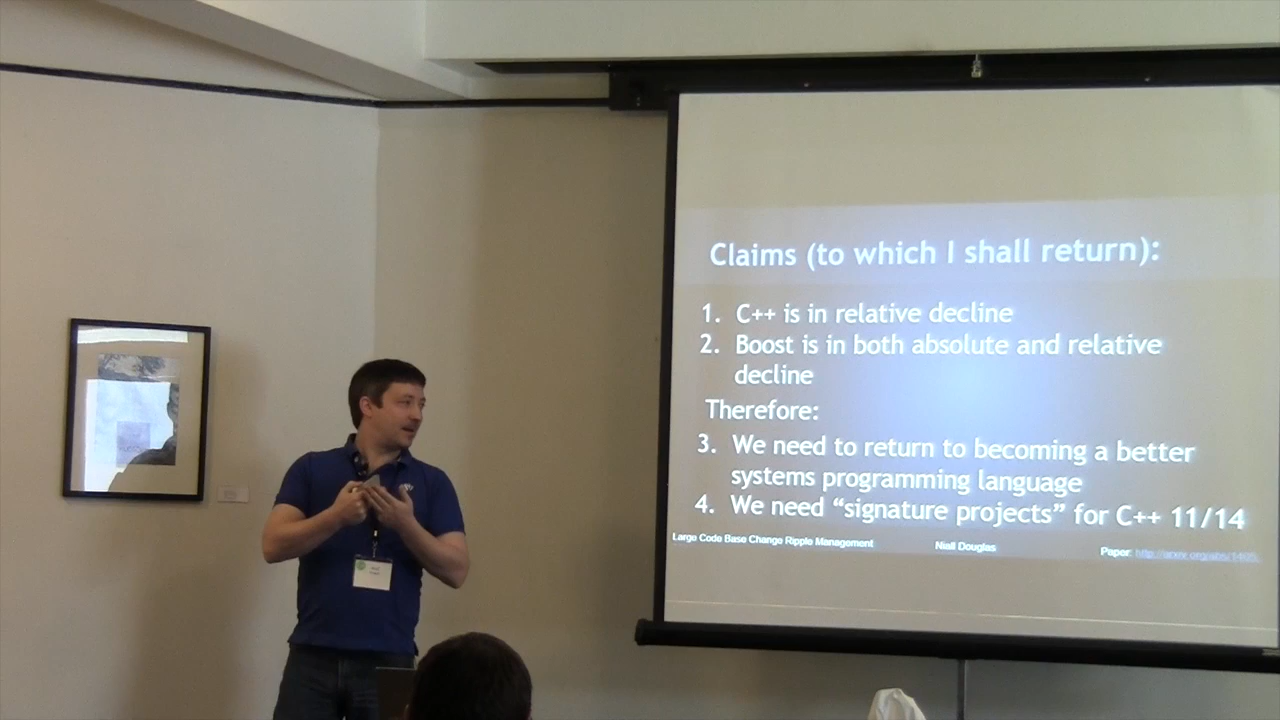 Claims (to which I shall return):
1. C++ is in relative decline
2. Boost is in both absolute and relative
decline
Therefore:
3. We need to return to becoming a better
systems programming language
4. We need “signature projects” for C++ 11/14
Large Code Base Change Ripple Management Niall Douglas Paper: